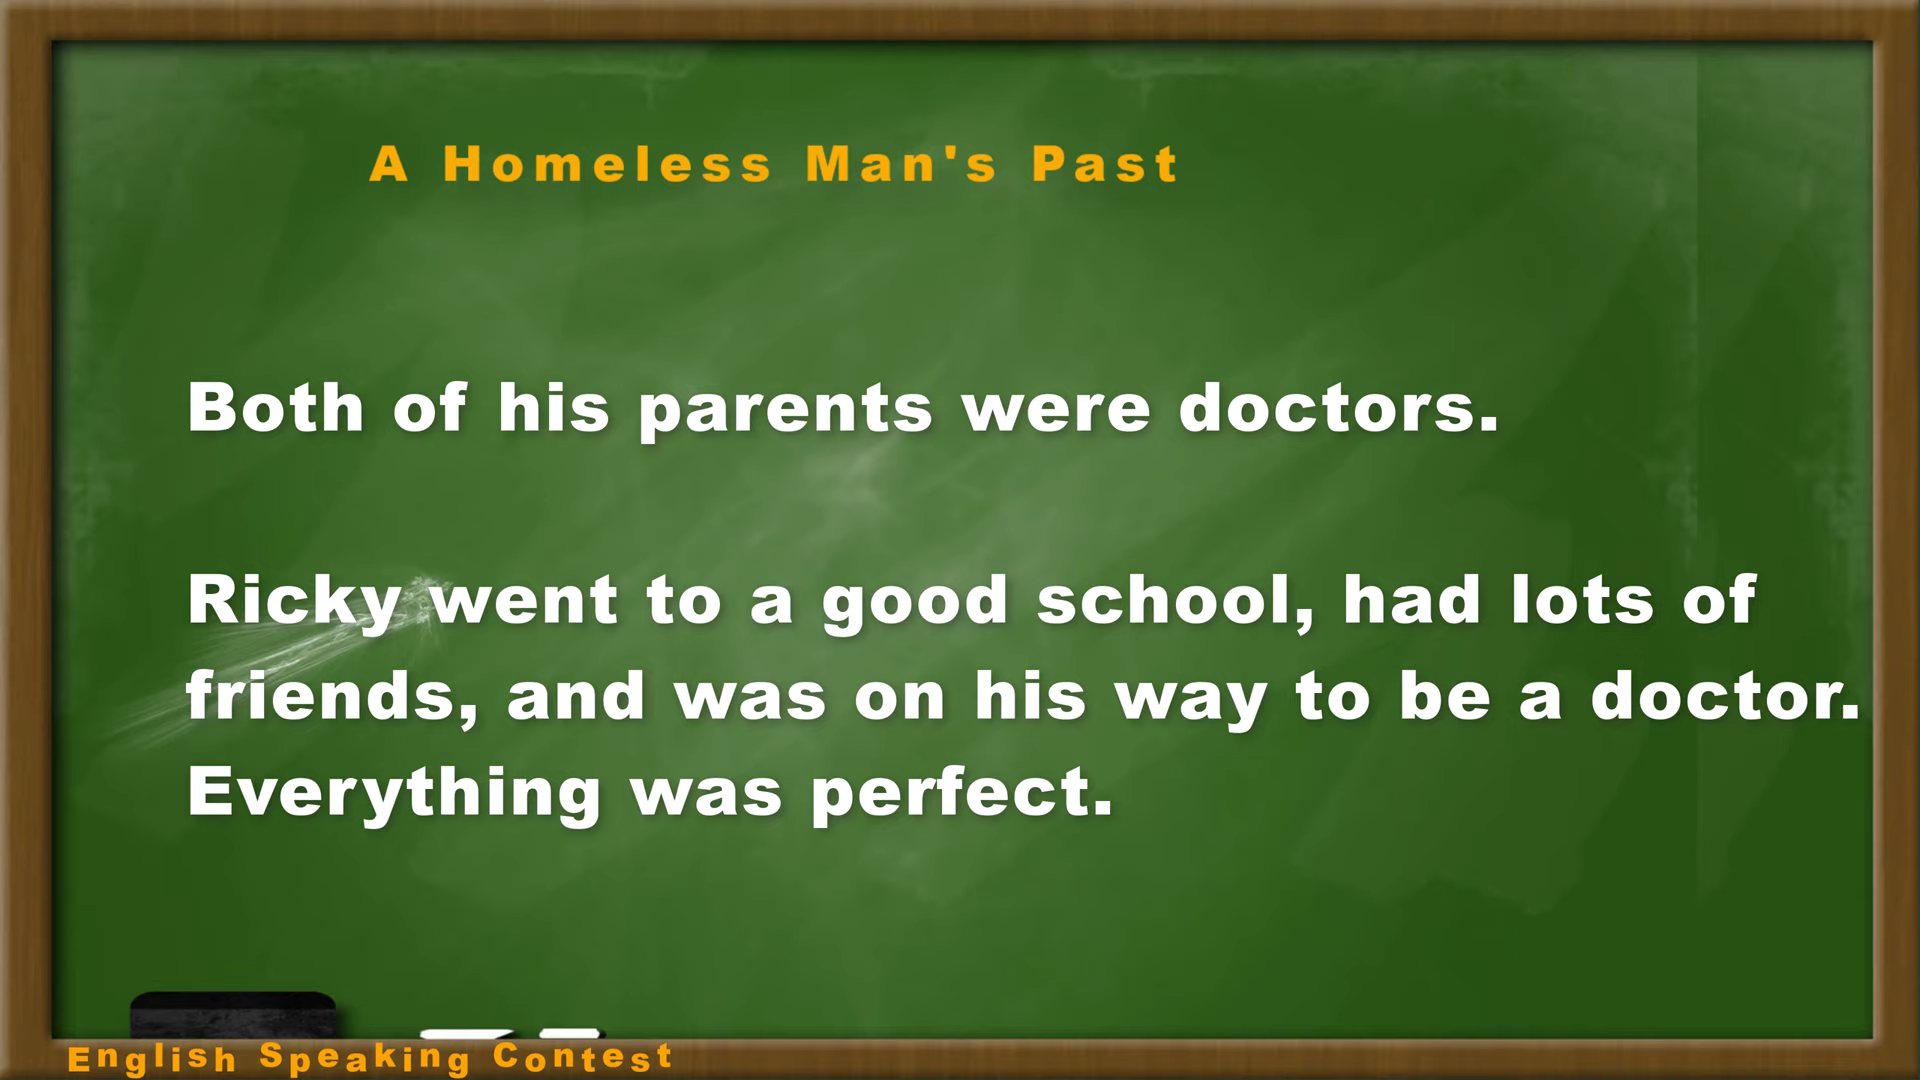 A Homeless Man's Past
Both of his parents were doctors.
Ricky went to a good school, had lots of
friends, and was on his way to be a doctor.
Everything was perfect.
English Speaking Contest